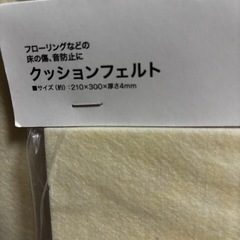 フローリングなどの
床の傷、音防止に
クッションフェルト
■サイズ(約):210×300×厚さ4mm